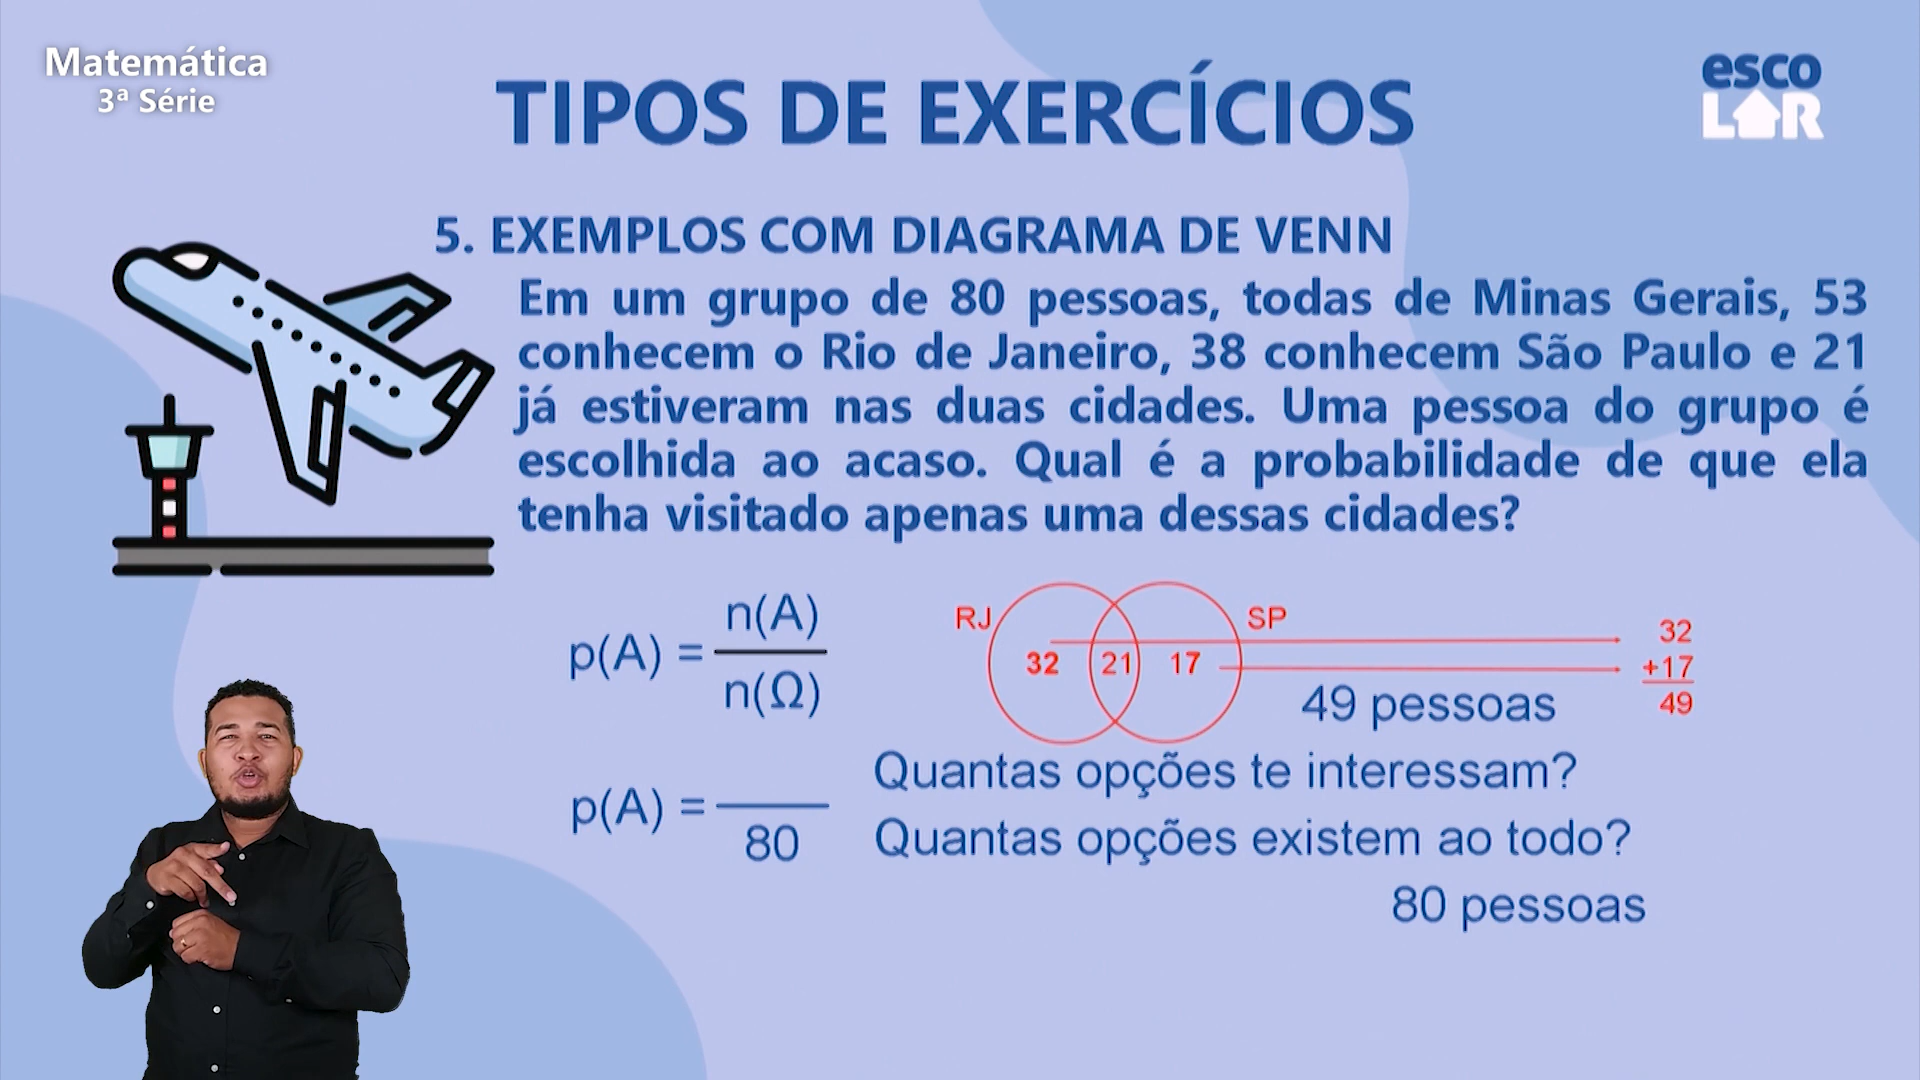 Matemática
3ª Série
TIPOS DE EXERCÍCIOS
esco
LAR
5. EXEMPLOS COM DIAGRAMA DE VENN
Em um grupo de 80 pessoas, todas de Minas Gerais, 53
conhecem o Rio de Janeiro, 38 conhecem São Paulo e 21
já estiveram nas duas cidades. Uma pessoa do grupo é
escolhida ao acaso. Qual é a probabilidade de que ela
tenha visitado apenas uma dessas cidades?
p(A) = n(A)
n(Ω)
RJ SP
32 21 17
32
+17
49
49 pessoas
Quantas opções te interessam?
p(A) =
80
Quantas opções existem ao todo?
80 pessoas